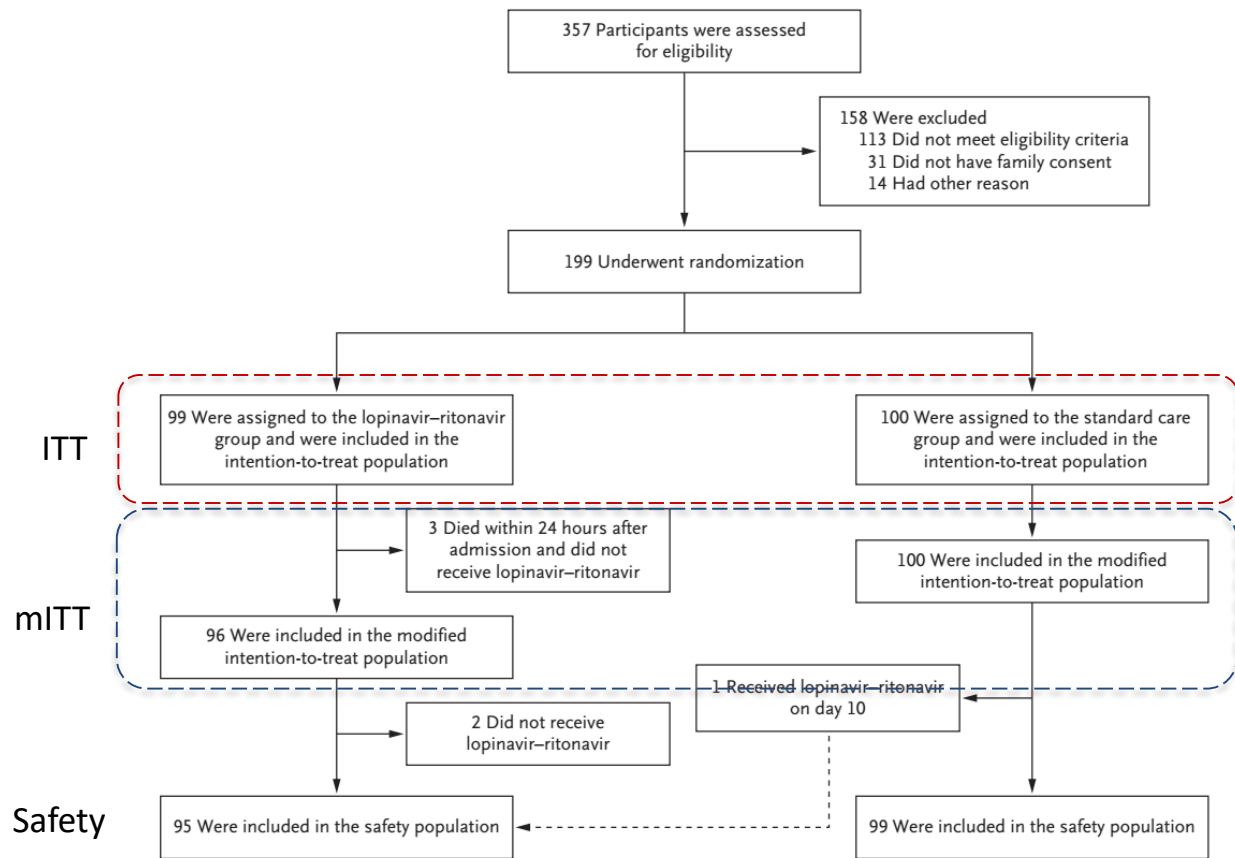 357 Participants were assessed
for eligibility
158 Were excluded
113 Did not meet eligibility criteria
31 Did not have family consent
14 Had other reason
199 Underwent randomization
ITT
99 Were assigned to the lopinavir–ritonavir
group and were included in the
intention-to-treat population
100 Were assigned to the standard care
group and were included in the
intention-to-treat population
mITT
3 Died within 24 hours after
admission and did not
receive lopinavir–ritonavir
100 Were included in the modified
intention-to-treat population
96 Were included in the modified
intention-to-treat population
1 Received lopinavir–ritonavir
on day 10
2 Did not receive
lopinavir–ritonavir
Safety
95 Were included in the safety population
99 Were included in the safety population